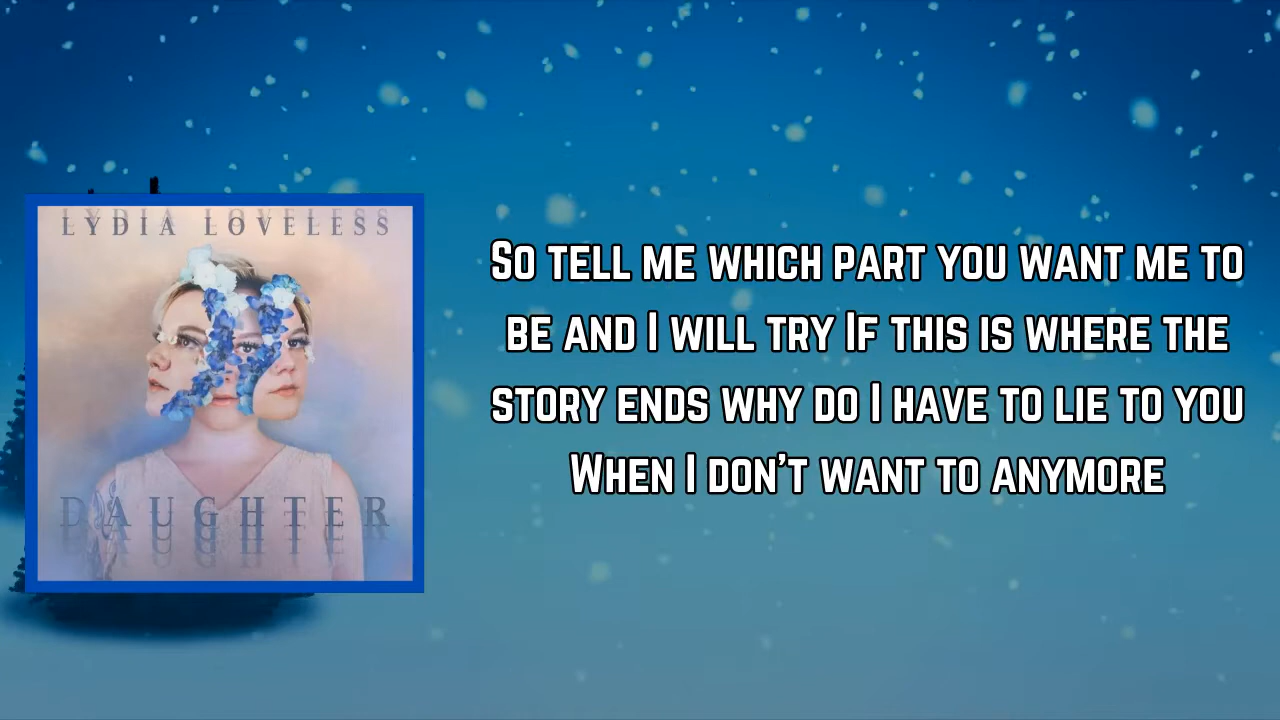 LYDIA LOVELESS
DAUGHTER
So tell me which part you want me to
be and I will try If this is where the
story ends why do I have to lie to you
When I don't want to anymore